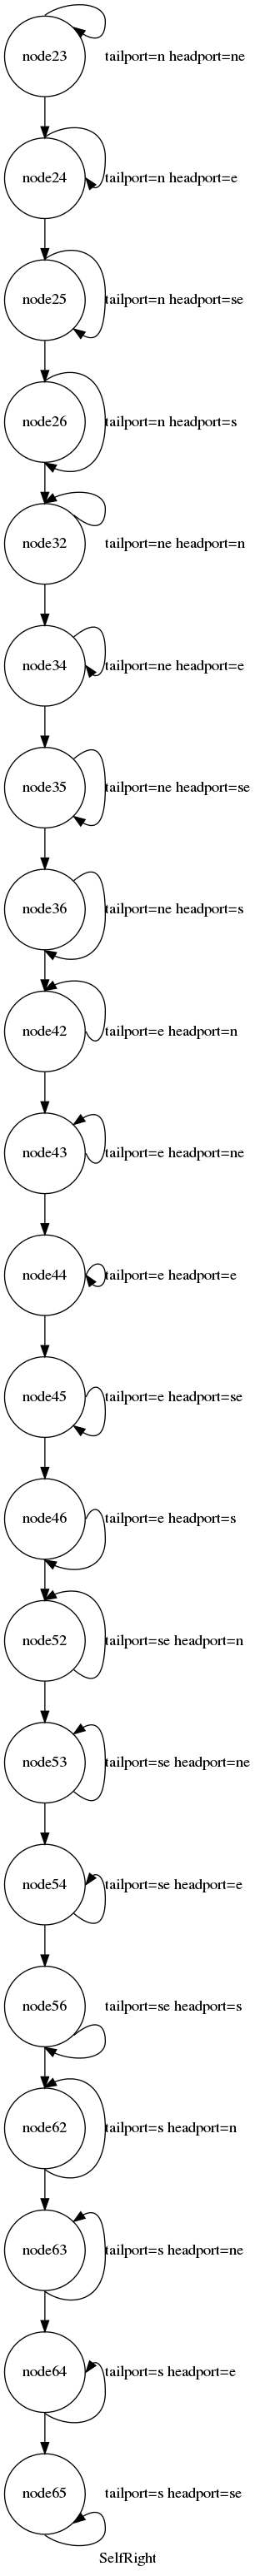 node23 tailport=n headport=ne
node24 tailport=n headport=e
node25 tailport=n headport=se
node26 tailport=n headport=s
node32 tailport=ne headport=n
node34 tailport=ne headport=e
node35 tailport=ne headport=se
node36 tailport=ne headport=s
node42 tailport=e headport=n
node43 tailport=e headport=ne
node44 tailport=e headport=e
node45 tailport=e headport=se
node46 tailport=e headport=s
node52 tailport=se headport=n
node53 tailport=se headport=ne
node54 tailport=se headport=e
node56 tailport=se headport=s
node62 tailport=s headport=n
node63 tailport=s headport=ne
node64 tailport=s headport=e
node65 tailport=s headport=se
SelfRight